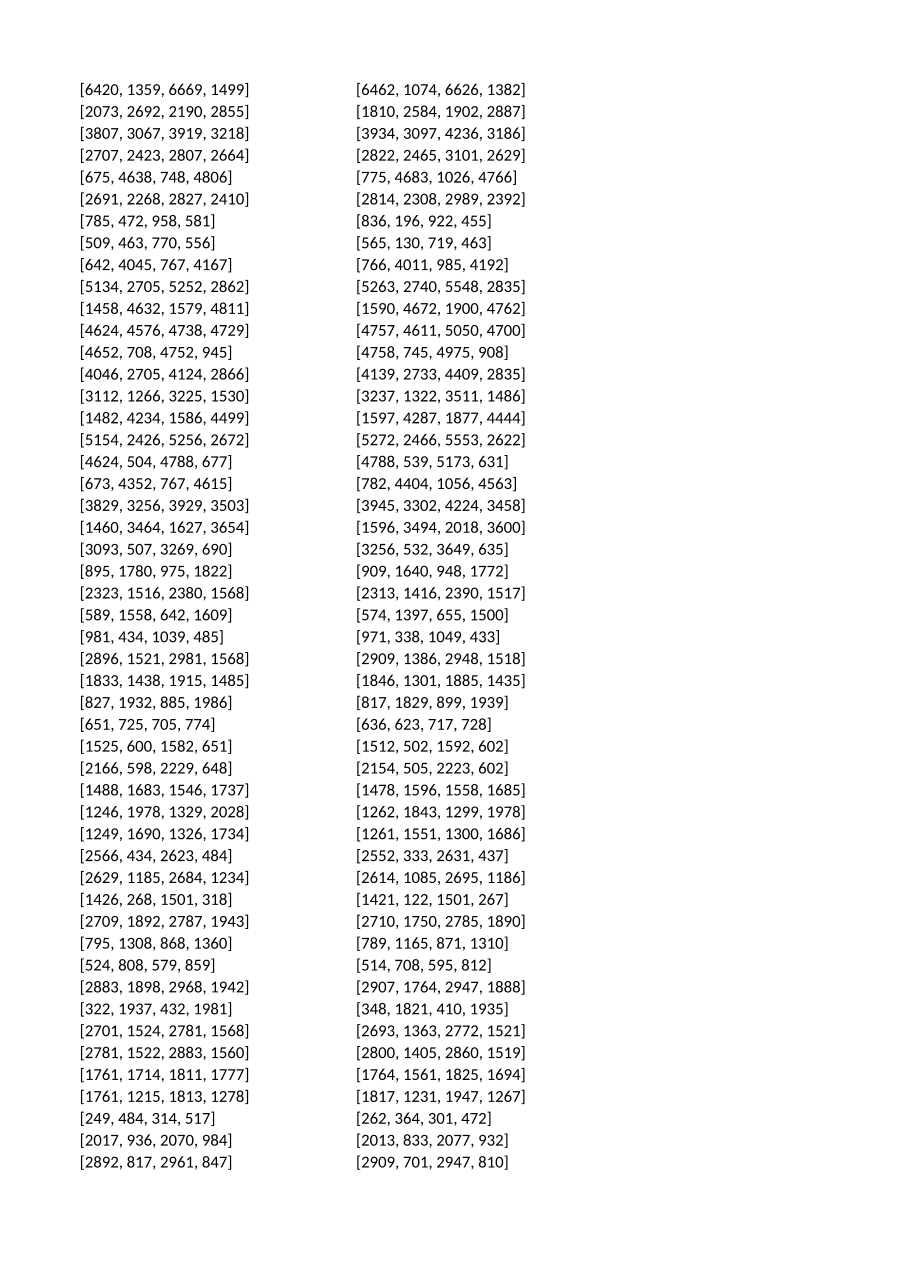 [6420, 1359, 6669, 1499] [6462, 1074, 6626, 1382]
[2073, 2692, 2190, 2855] [1810, 2584, 1902, 2887]
[3807, 3067, 3919, 3218] [3934, 3097, 4236, 3186]
[2707, 2423, 2807, 2664] [2822, 2465, 3101, 2629]
[675, 4638, 748, 4806] [775, 4683, 1026, 4766]
[2691, 2268, 2827, 2410] [2814, 2308, 2989, 2392]
[785, 472, 958, 581] [836, 196, 922, 455]
[509, 463, 770, 556] [565, 130, 719, 463]
[642, 4045, 767, 4167] [766, 4011, 985, 4192]
[5134, 2705, 5252, 2862] [5263, 2740, 5548, 2835]
[1458, 4632, 1579, 4811] [1590, 4672, 1900, 4762]
[4624, 4576, 4738, 4729] [4757, 4611, 5050, 4700]
[4652, 708, 4752, 945] [4758, 745, 4975, 908]
[4046, 2705, 4124, 2866] [4139, 2733, 4409, 2835]
[3112, 1266, 3225, 1530] [3237, 1322, 3511, 1486]
[1482, 4234, 1586, 4499] [1597, 4287, 1877, 4444]
[5154, 2426, 5256, 2672] [5272, 2466, 5553, 2622]
[4624, 504, 4788, 677] [4788, 539, 5173, 631]
[673, 4352, 767, 4615] [782, 4404, 1056, 4563]
[3829, 3256, 3929, 3503] [3945, 3302, 4224, 3458]
[1460, 3464, 1627, 3654] [1596, 3494, 2018, 3600]
[3093, 507, 3269, 690] [3256, 532, 3649, 635]
[895, 1780, 975, 1822] [909, 1640, 948, 1772]
[2323, 1516, 2380, 1568] [2313, 1416, 2390, 1517]
[589, 1558, 642, 1609] [574, 1397, 655, 1500]
[981, 434, 1039, 485] [971, 338, 1049, 433]
[2896, 1521, 2981, 1568] [2909, 1386, 2948, 1518]
[1833, 1438, 1915, 1485] [1846, 1301, 1885, 1435]
[827, 1932, 885, 1986] [817, 1829, 899, 1939]
[651, 725, 705, 774] [636, 623, 717, 728]
[1525, 600, 1582, 651] [1512, 502, 1592, 602]
[2166, 598, 2229, 648] [2154, 505, 2223, 602]
[1488, 1683, 1546, 1737] [1478, 1596, 1558, 1685]
[1246, 1978, 1329, 2028] [1262, 1843, 1299, 1978]
[1249, 1690, 1326, 1734] [1261, 1551, 1300, 1686]
[2566, 434, 2623, 484] [2552, 333, 2631, 437]
[2629, 1185, 2684, 1234] [2614, 1085, 2695, 1186]
[1426, 268, 1501, 318] [1421, 122, 1501, 267]
[2709, 1892, 2787, 1943] [2710, 1750, 2785, 1890]
[795, 1308, 868, 1360] [789, 1165, 871, 1310]
[524, 808, 579, 859] [514, 708, 595, 812]
[2883, 1898, 2968, 1942] [2907, 1764, 2947, 1888]
[322, 1937, 432, 1981] [348, 1821, 410, 1935]
[2701, 1524, 2781, 1568] [2693, 1363, 2772, 1521]
[2781, 1522, 2883, 1560] [2800, 1405, 2860, 1519]
[1761, 1714, 1811, 1777] [1764, 1561, 1825, 1694]
[1761, 1215, 1813, 1278] [1817, 1231, 1947, 1267]
[249, 484, 314, 517] [262, 364, 301, 472]
[2017, 936, 2070, 984] [2013, 833, 2077, 932]
[2892, 817, 2961, 847] [2909, 701, 2947, 810]